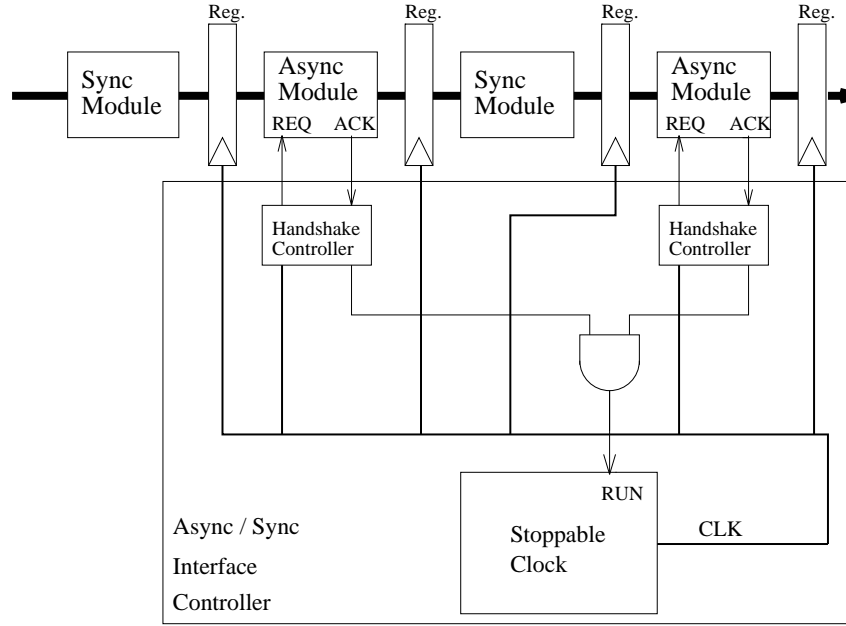 Reg.
Reg.
Reg.
Reg.
Sync
Module
Async
Module
REQ ACK
Sync
Module
Async
Module
REQ ACK
Handshake
Controller
Handshake
Controller
RUN
Stoppable
Clock
CLK
Async / Sync
Interface
Controller